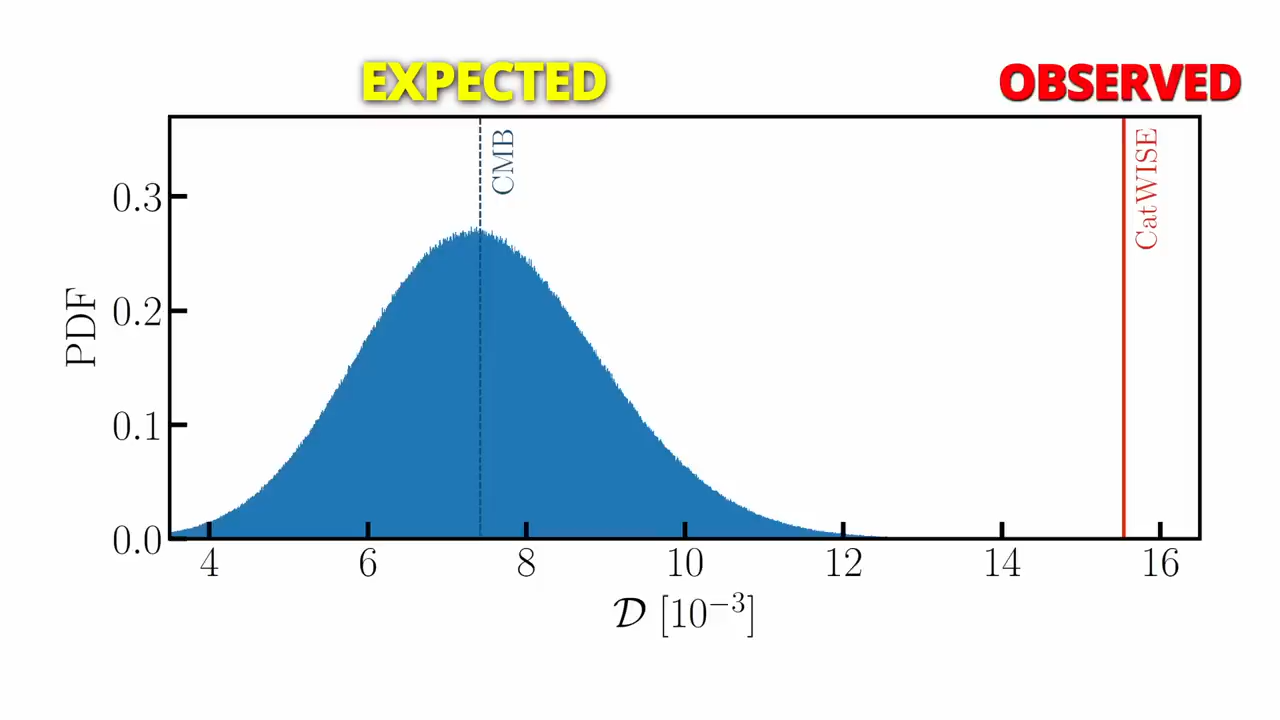 EXPECTED
OBSERVED
CMB
CatWISE
PDF
0.3
0.2
0.1
0.0
4 6 8 10 12 14 16
𝒟 [10⁻³]